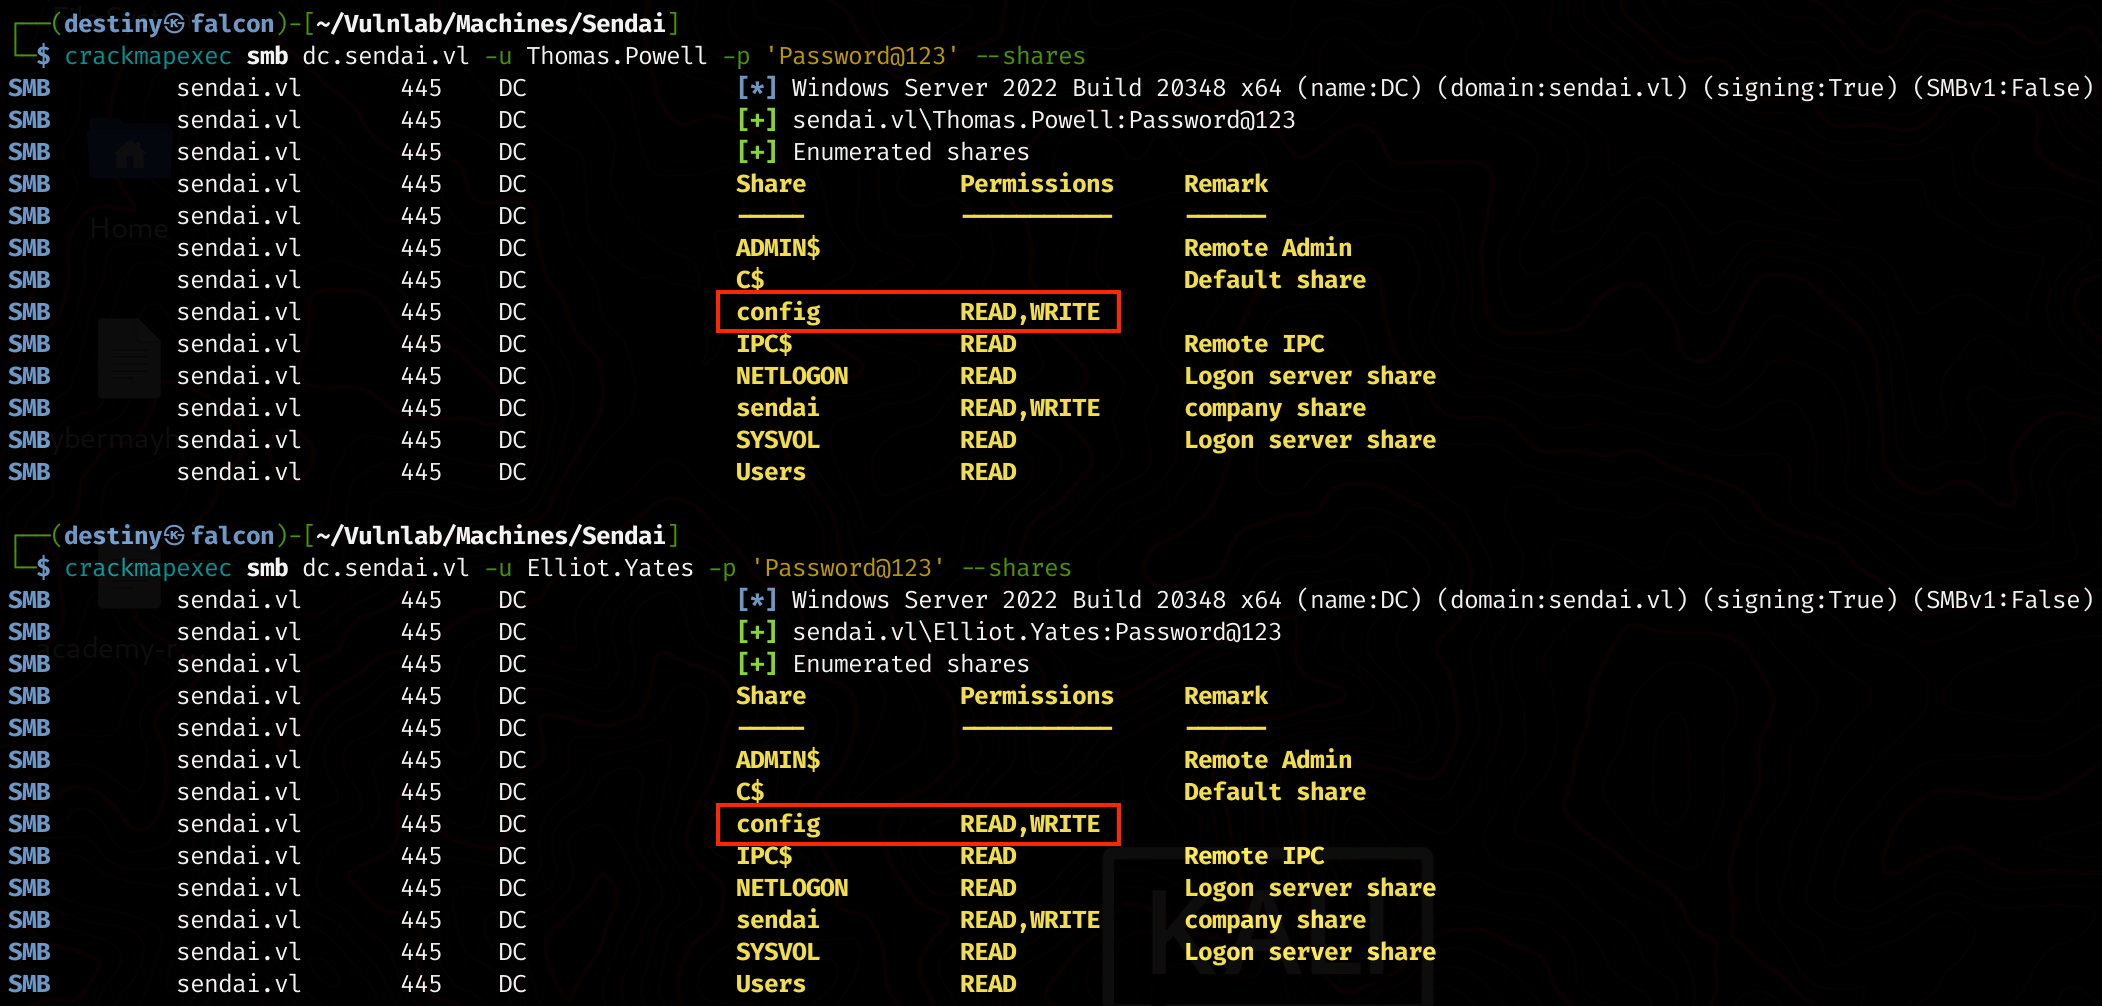 ┌──(destiny㉿falcon)-[~/Vulnlab/Machines/Sendai]
└─$ crackmapexec smb dc.sendai.vl -u Thomas.Powell -p 'Password@123' --shares
SMB sendai.vl 445 DC [*] Windows Server 2022 Build 20348 x64 (name:DC) (domain:sendai.vl) (signing:True) (SMBv1:False)
SMB sendai.vl 445 DC [+] sendai.vl\Thomas.Powell:Password@123
SMB sendai.vl 445 DC [+] Enumerated shares
SMB sendai.vl 445 DC Share Permissions Remark
SMB sendai.vl 445 DC ----- ----------- ------
SMB sendai.vl 445 DC ADMIN$ Remote Admin
SMB sendai.vl 445 DC C$ Default share
SMB sendai.vl 445 DC config READ,WRITE
SMB sendai.vl 445 DC IPC$ READ Remote IPC
SMB sendai.vl 445 DC NETLOGON READ Logon server share
SMB sendai.vl 445 DC sendai READ,WRITE company share
SMB sendai.vl 445 DC SYSVOL READ Logon server share
SMB sendai.vl 445 DC Users READ
┌──(destiny㉿falcon)-[~/Vulnlab/Machines/Sendai]
└─$ crackmapexec smb dc.sendai.vl -u Elliot.Yates -p 'Password@123' --shares
SMB sendai.vl 445 DC [*] Windows Server 2022 Build 20348 x64 (name:DC) (domain:sendai.vl) (signing:True) (SMBv1:False)
SMB sendai.vl 445 DC [+] sendai.vl\Elliot.Yates:Password@123
SMB sendai.vl 445 DC [+] Enumerated shares
SMB sendai.vl 445 DC Share Permissions Remark
SMB sendai.vl 445 DC ----- ----------- ------
SMB sendai.vl 445 DC ADMIN$ Remote Admin
SMB sendai.vl 445 DC C$ Default share
SMB sendai.vl 445 DC config READ,WRITE
SMB sendai.vl 445 DC IPC$ READ Remote IPC
SMB sendai.vl 445 DC NETLOGON READ Logon server share
SMB sendai.vl 445 DC sendai READ,WRITE company share
SMB sendai.vl 445 DC SYSVOL READ Logon server share
SMB sendai.vl 445 DC Users READ
Home
KALI